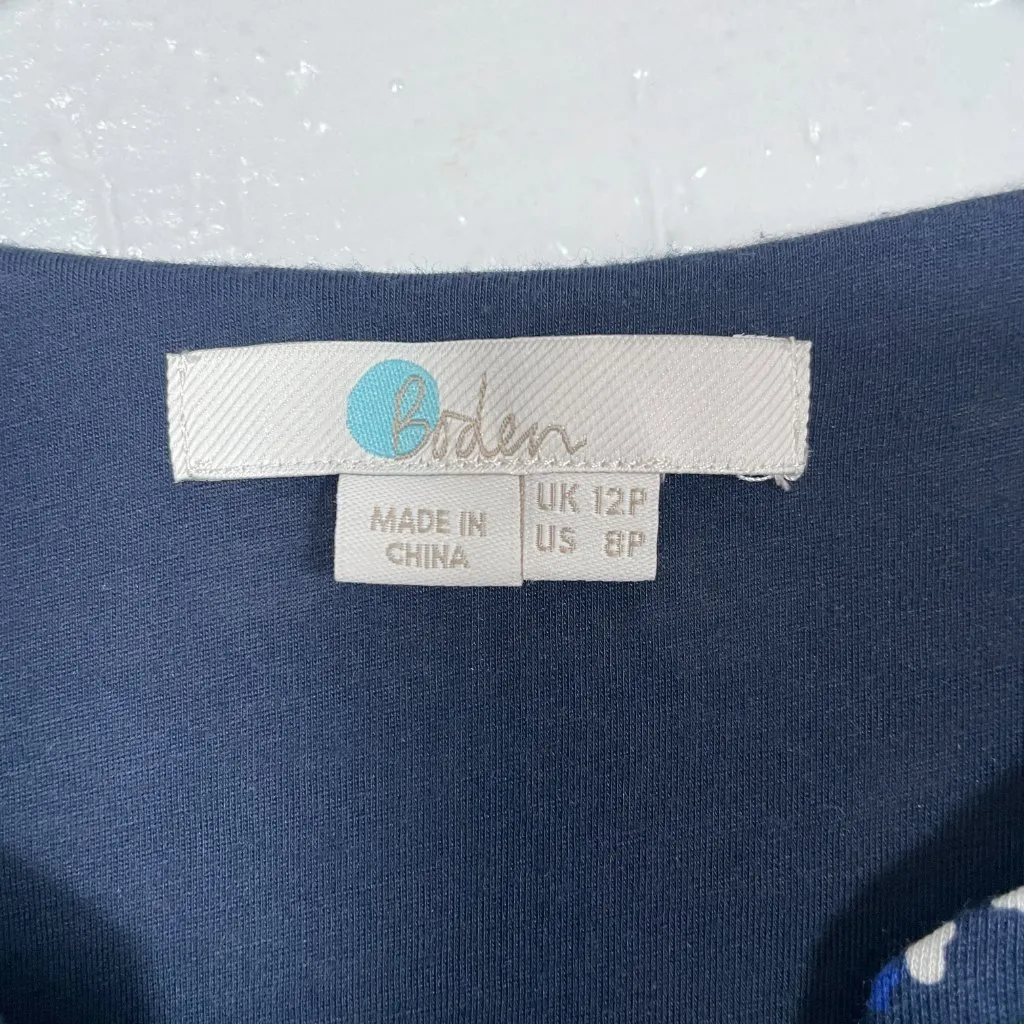 Boden
MADE IN
CHINA
UK 12P
US 8P